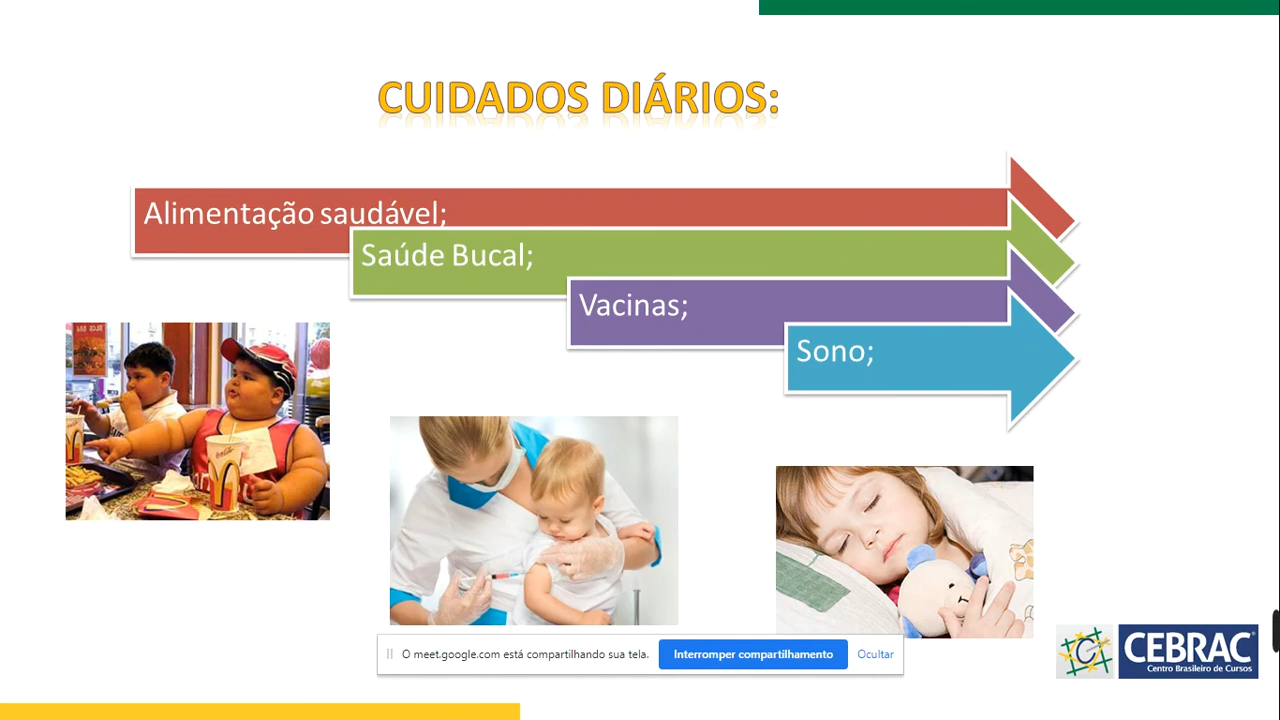 CUIDADOS DIÁRIOS:
Alimentação saudável;
Saúde Bucal;
Vacinas;
Sono;
O meet.google.com está compartilhando sua tela.
Interromper compartilhamento
Ocultar
CEBRAC
Centro Brasileiro de Cursos